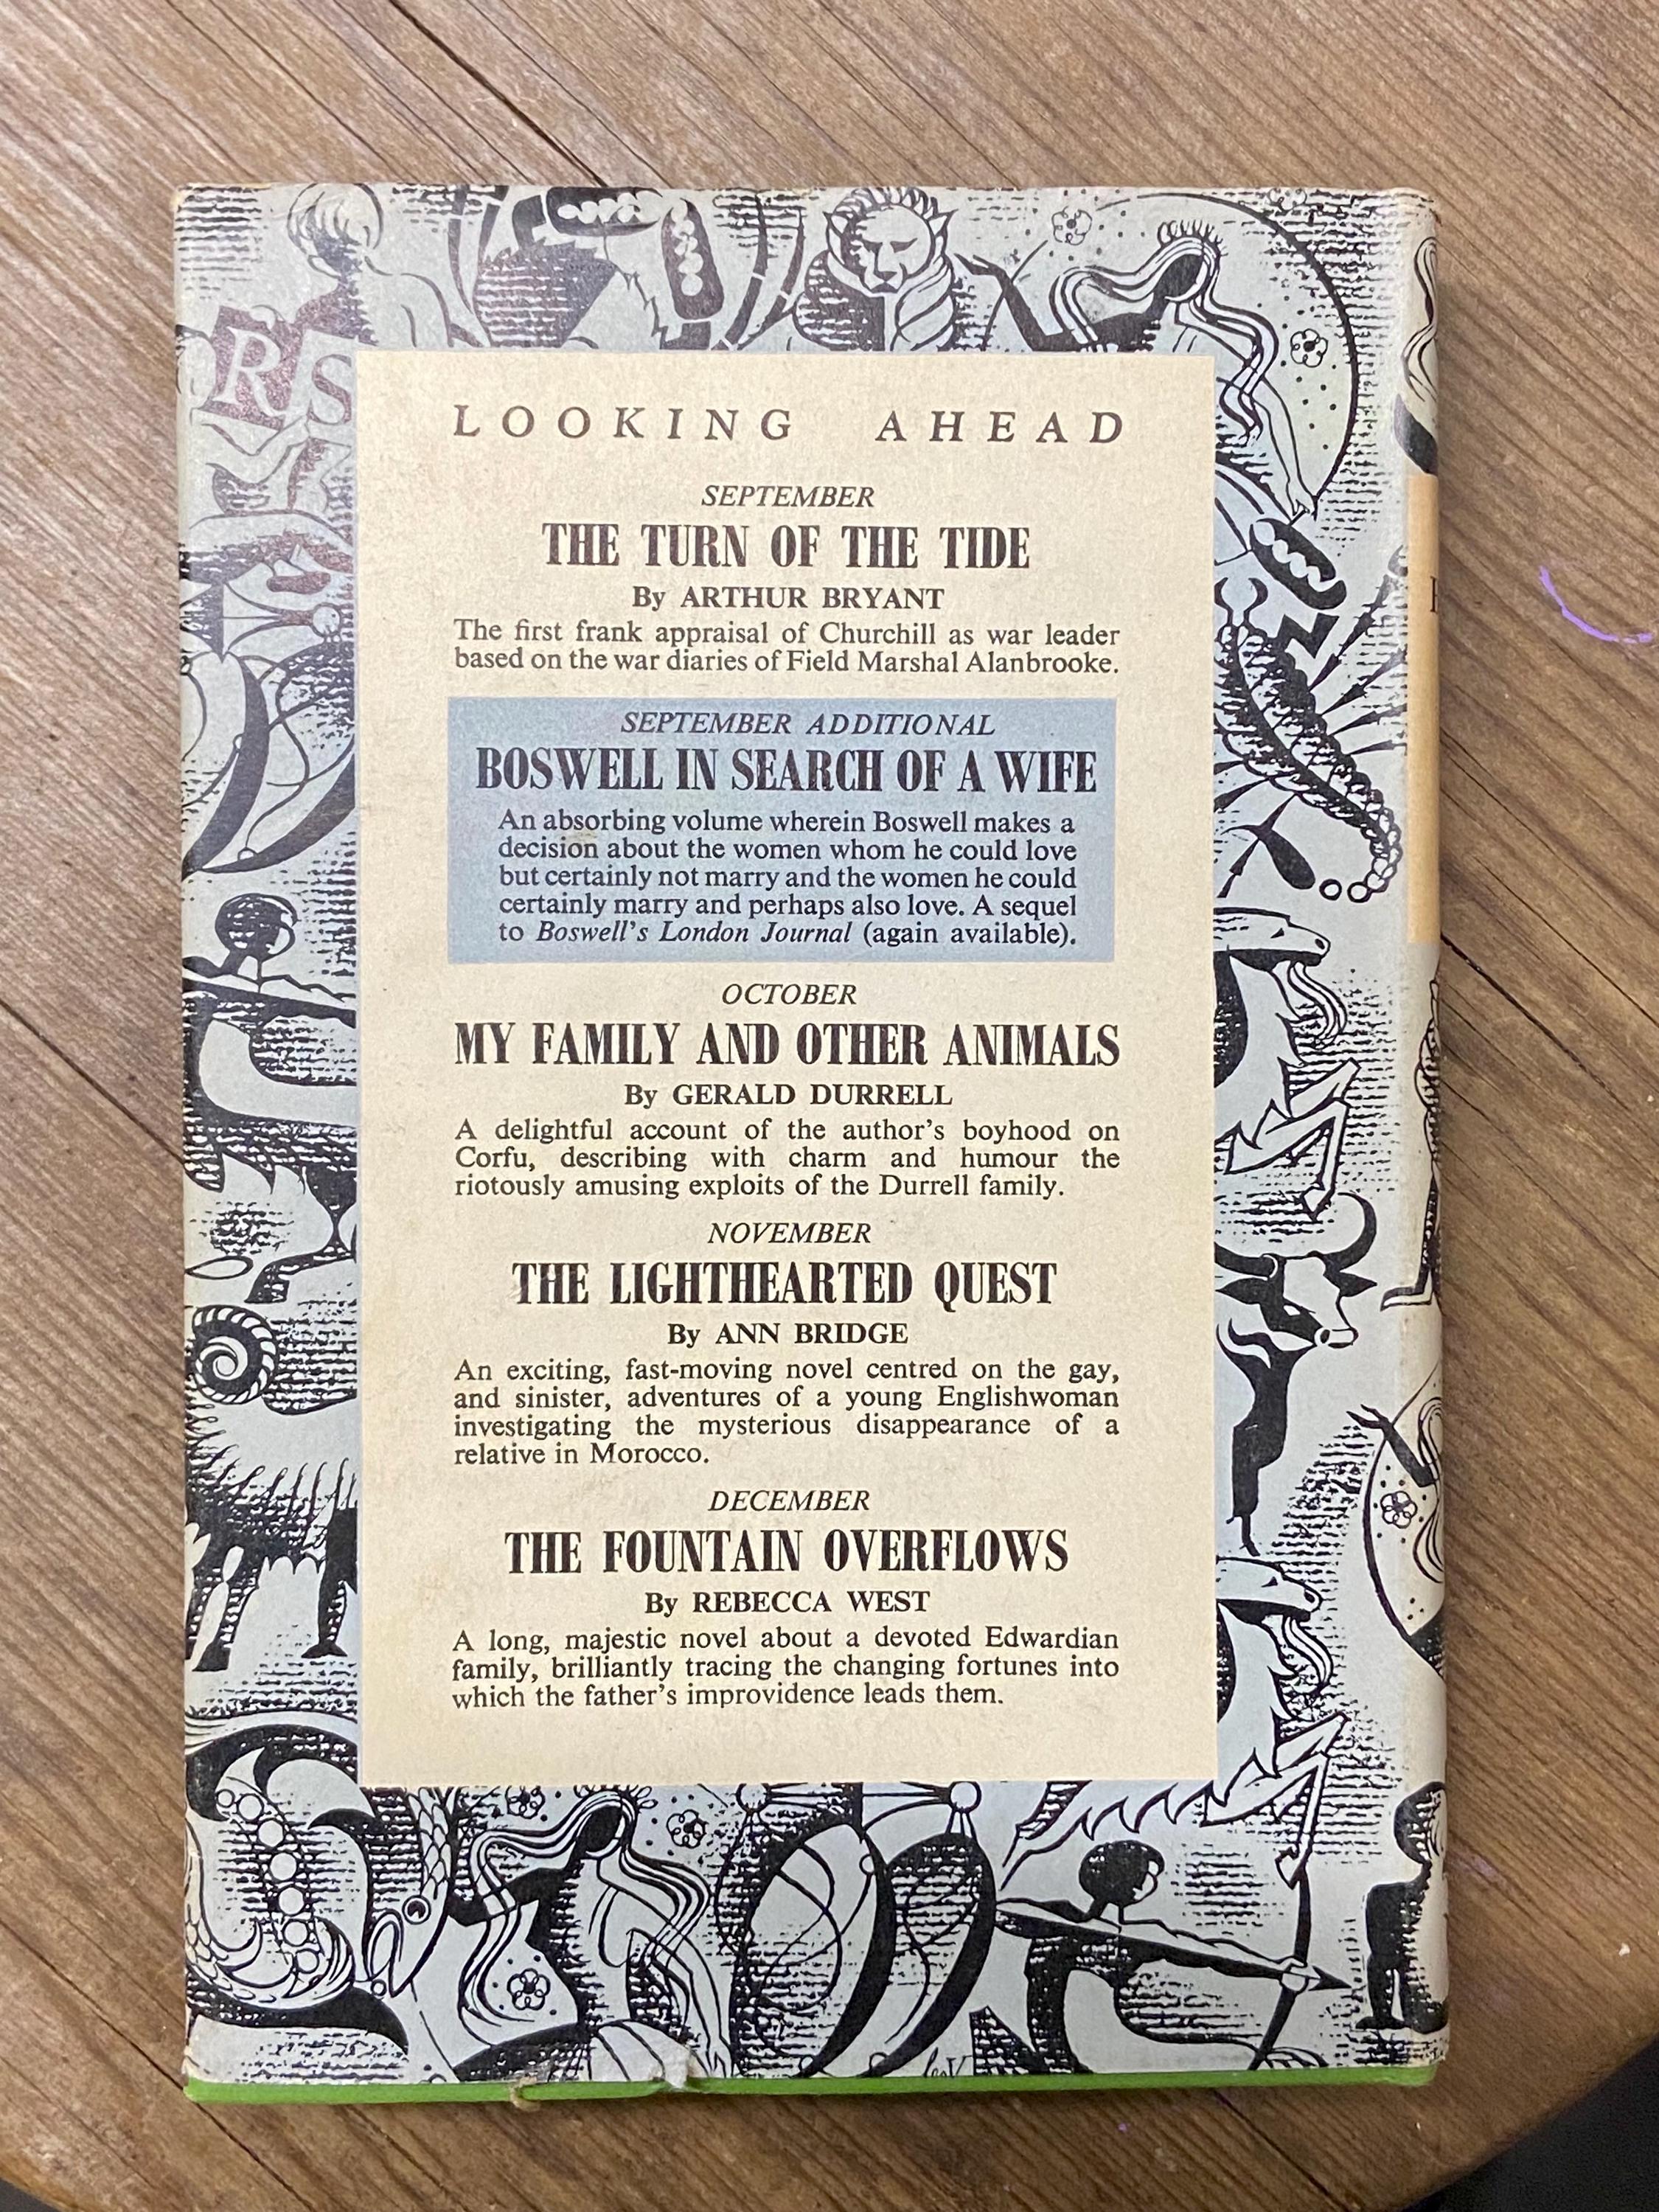 LOOKING AHEAD
SEPTEMBER
THE TURN OF THE TIDE
By ARTHUR BRYANT
The first frank appraisal of Churchill as war leader
based on the war diaries of Field Marshal Alanbrooke.
SEPTEMBER ADDITIONAL
BOSWELL IN SEARCH OF A WIFE
An absorbing volume wherein Boswell makes a
decision about the women whom he could love
but certainly not marry and the women he could
certainly marry and perhaps also love. A sequel
to Boswell's London Journal (again available).
OCTOBER
MY FAMILY AND OTHER ANIMALS
By GERALD DURRELL
A delightful account of the author's boyhood on
Corfu, describing with charm and humour the
riotously amusing exploits of the Durrell family.
NOVEMBER
THE LIGHTHEARTED QUEST
By ANN BRIDGE
An exciting, fast-moving novel centred on the gay,
and sinister, adventures of a young Englishwoman
investigating the mysterious disappearance of a
relative in Morocco.
DECEMBER
THE FOUNTAIN OVERFLOWS
By REBECCA WEST
A long, majestic novel about a devoted Edwardian
family, brilliantly tracing the changing fortunes into
which the father's improvidence leads them.
RS